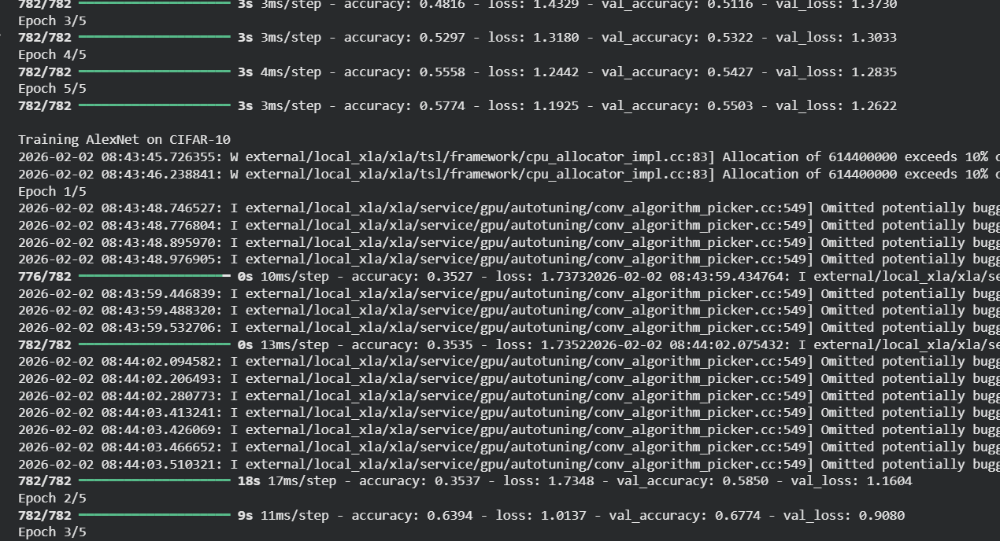 782/782 ━━━━━━━━━━━━━━━━━━━━ 3s 3ms/step - accuracy: 0.4816 - loss: 1.4329 - val_accuracy: 0.5116 - val_loss: 1.3730
Epoch 3/5
782/782 ━━━━━━━━━━━━━━━━━━━━ 3s 3ms/step - accuracy: 0.5297 - loss: 1.3180 - val_accuracy: 0.5322 - val_loss: 1.3033
Epoch 4/5
782/782 ━━━━━━━━━━━━━━━━━━━━ 3s 4ms/step - accuracy: 0.5558 - loss: 1.2442 - val_accuracy: 0.5427 - val_loss: 1.2835
Epoch 5/5
782/782 ━━━━━━━━━━━━━━━━━━━━ 3s 3ms/step - accuracy: 0.5774 - loss: 1.1925 - val_accuracy: 0.5503 - val_loss: 1.2622
Training AlexNet on CIFAR-10
2026-02-02 08:43:45.726355: W external/local_xla/xla/tsl/framework/cpu_allocator_impl.cc:83] Allocation of 614400000 exceeds 10%
2026-02-02 08:43:46.238841: W external/local_xla/xla/tsl/framework/cpu_allocator_impl.cc:83] Allocation of 614400000 exceeds 10%
Epoch 1/5
2026-02-02 08:43:48.746527: I external/local_xla/xla/service/gpu/autotuning/conv_algorithm_picker.cc:549] Omitted potentially bugg
2026-02-02 08:43:48.776804: I external/local_xla/xla/service/gpu/autotuning/conv_algorithm_picker.cc:549] Omitted potentially bugg
2026-02-02 08:43:48.895970: I external/local_xla/xla/service/gpu/autotuning/conv_algorithm_picker.cc:549] Omitted potentially bugg
2026-02-02 08:43:48.976905: I external/local_xla/xla/service/gpu/autotuning/conv_algorithm_picker.cc:549] Omitted potentially bugg
776/782 ━━━━━━━━━━━━━━━━━━━━ 0s 10ms/step - accuracy: 0.3527 - loss: 1.73732026-02-02 08:43:59.434764: I external/local_xla/xla/se
2026-02-02 08:43:59.446839: I external/local_xla/xla/service/gpu/autotuning/conv_algorithm_picker.cc:549] Omitted potentially bugg
2026-02-02 08:43:59.488320: I external/local_xla/xla/service/gpu/autotuning/conv_algorithm_picker.cc:549] Omitted potentially bugg
2026-02-02 08:43:59.532706: I external/local_xla/xla/service/gpu/autotuning/conv_algorithm_picker.cc:549] Omitted potentially bugg
782/782 ━━━━━━━━━━━━━━━━━━━━ 0s 13ms/step - accuracy: 0.3535 - loss: 1.73522026-02-02 08:44:02.075432: I external/local_xla/xla/se
2026-02-02 08:44:02.094582: I external/local_xla/xla/service/gpu/autotuning/conv_algorithm_picker.cc:549] Omitted potentially bugg
2026-02-02 08:44:02.206493: I external/local_xla/xla/service/gpu/autotuning/conv_algorithm_picker.cc:549] Omitted potentially bugg
2026-02-02 08:44:02.280773: I external/local_xla/xla/service/gpu/autotuning/conv_algorithm_picker.cc:549] Omitted potentially bugg
2026-02-02 08:44:03.413241: I external/local_xla/xla/service/gpu/autotuning/conv_algorithm_picker.cc:549] Omitted potentially bugg
2026-02-02 08:44:03.426069: I external/local_xla/xla/service/gpu/autotuning/conv_algorithm_picker.cc:549] Omitted potentially bugg
2026-02-02 08:44:03.466652: I external/local_xla/xla/service/gpu/autotuning/conv_algorithm_picker.cc:549] Omitted potentially bugg
2026-02-02 08:44:03.510321: I external/local_xla/xla/service/gpu/autotuning/conv_algorithm_picker.cc:549] Omitted potentially bugg
782/782 ━━━━━━━━━━━━━━━━━━━━ 18s 17ms/step - accuracy: 0.3537 - loss: 1.7348 - val_accuracy: 0.5850 - val_loss: 1.1604
Epoch 2/5
782/782 ━━━━━━━━━━━━━━━━━━━━ 9s 11ms/step - accuracy: 0.6394 - loss: 1.0137 - val_accuracy: 0.6774 - val_loss: 0.9080
Epoch 3/5